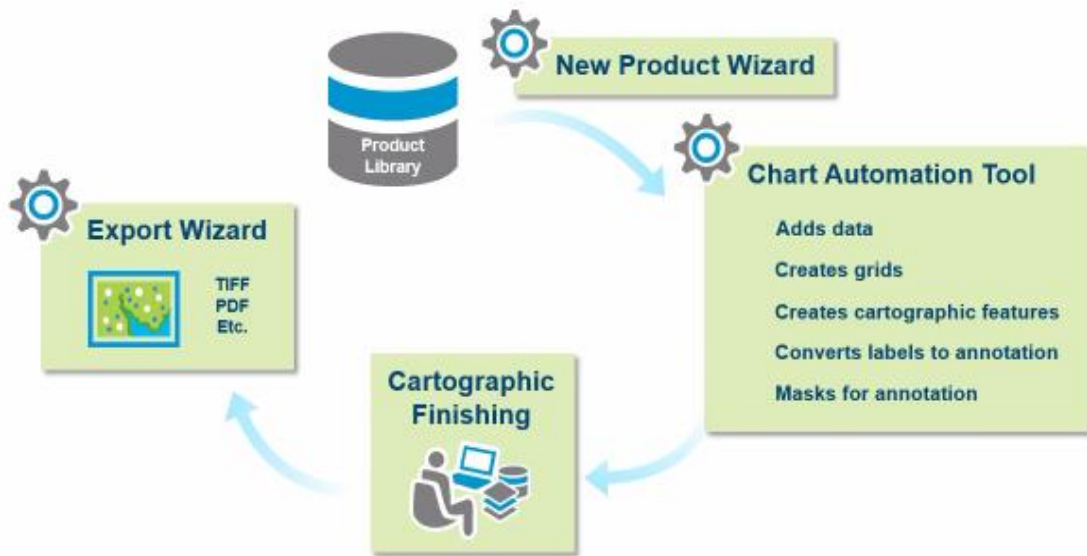 New Product Wizard
Product
Library
Chart Automation Tool
Adds data
Creates grids
Creates cartographic features
Converts labels to annotation
Masks for annotation
Cartographic
Finishing
Export Wizard
TIFF
PDF
Etc.